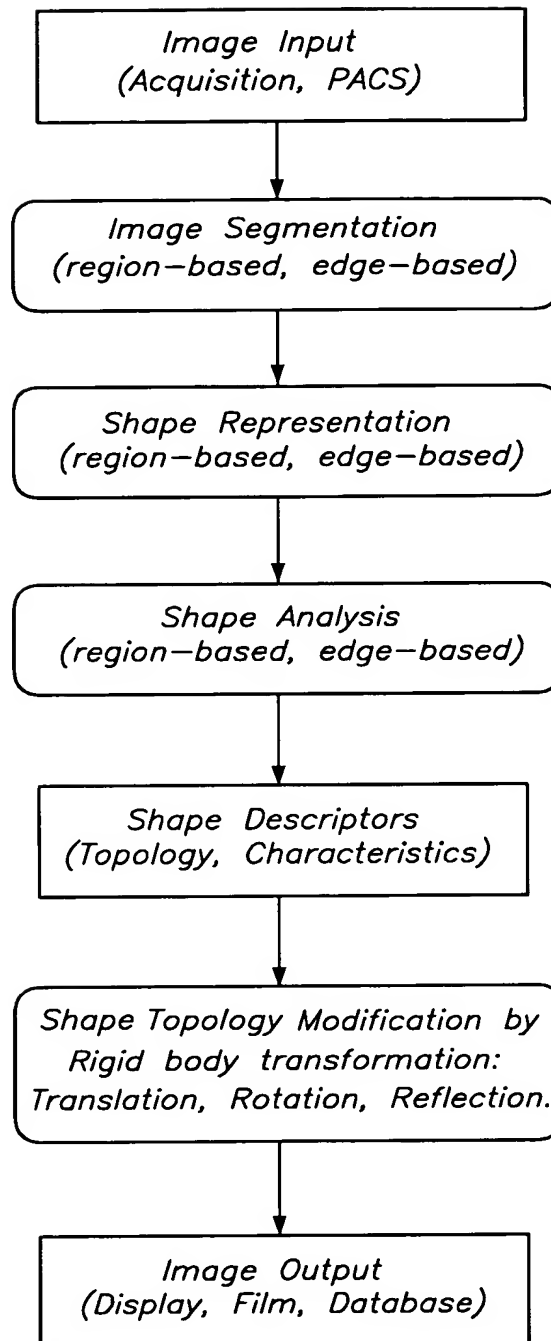 Image Input
(Acquisition, PACS)
Image Segmentation
(region-based, edge-based)
Shape Representation
(region-based, edge-based)
Shape Analysis
(region-based, edge-based)
Shape Descriptors
(Topology, Characteristics)
Shape Topology Modification by
Rigid body transformation:
Translation, Rotation, Reflection.
Image Output
(Display, Film, Database)